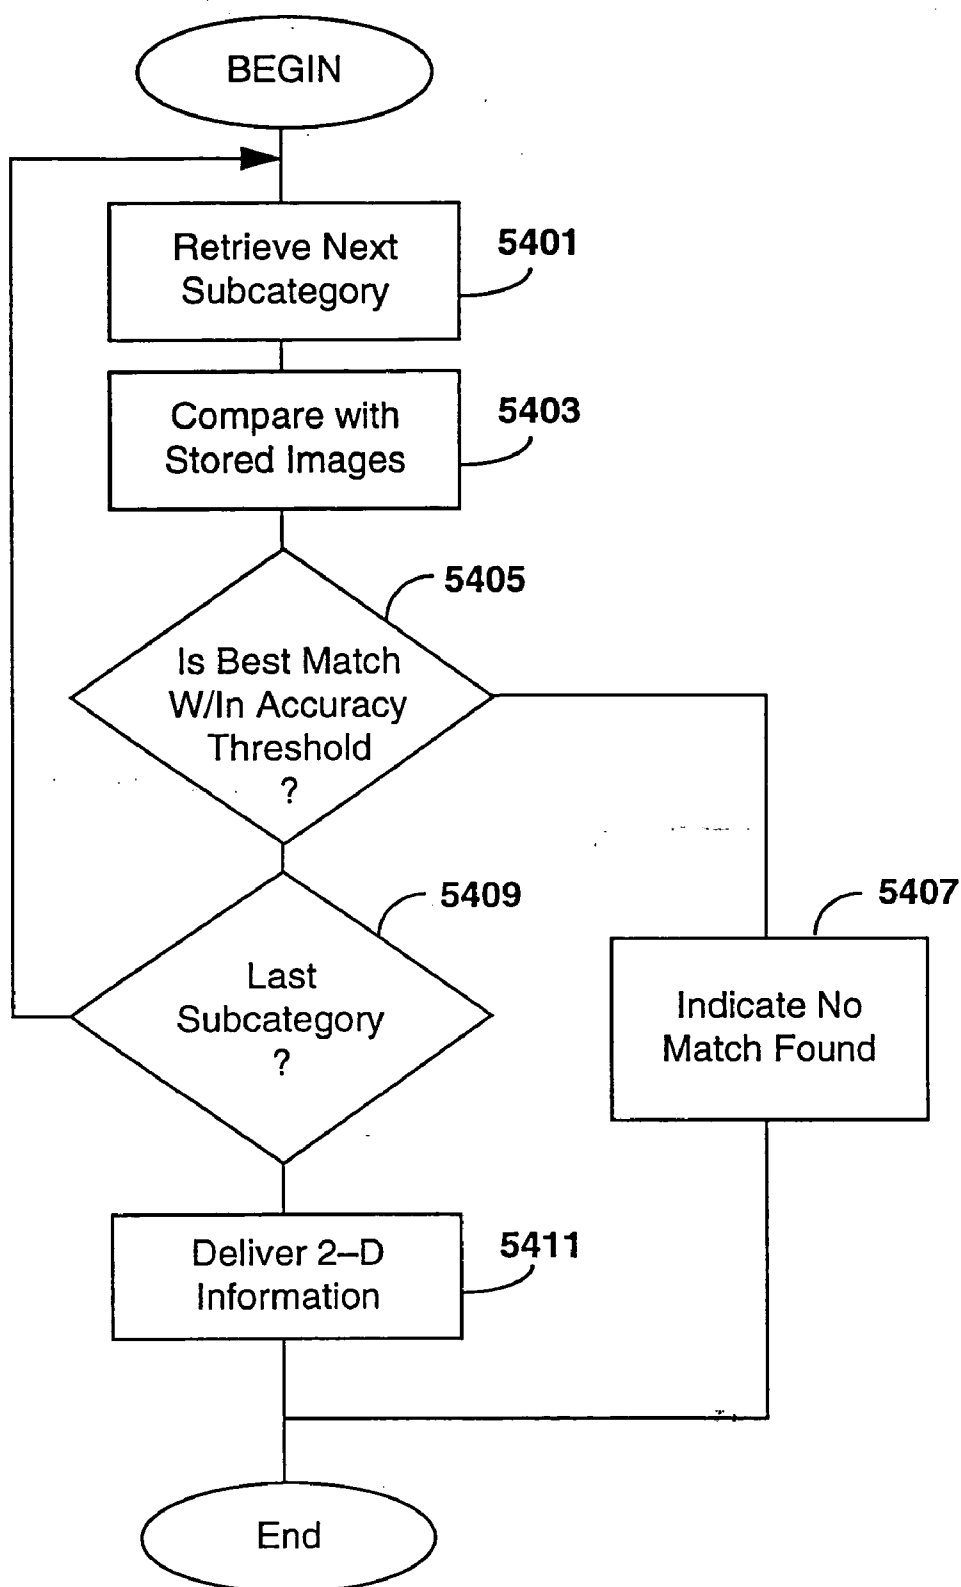 BEGIN
Retrieve Next
Subcategory
5401
Compare with
Stored Images
5403
5405
Is Best Match
W/In Accuracy
Threshold
?
5409
Last
Subcategory
?
5407
Indicate No
Match Found
Deliver 2–D
Information
5411
End